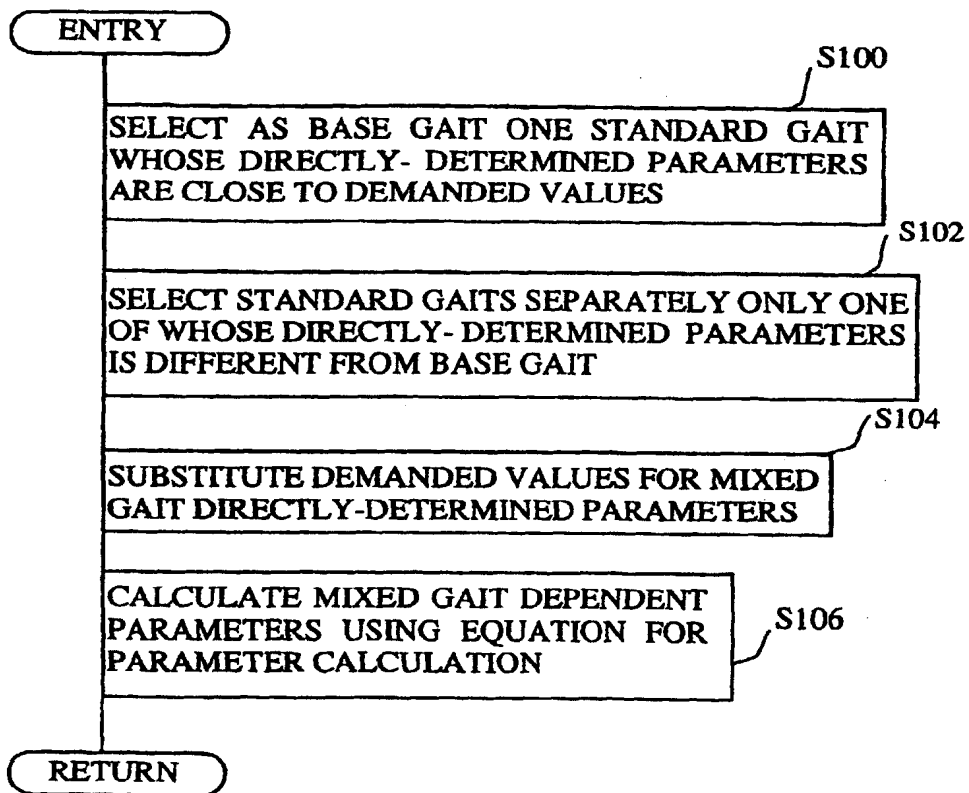 ENTRY
S100
SELECT AS BASE GAIT ONE STANDARD GAIT
WHOSE DIRECTLY- DETERMINED PARAMETERS
ARE CLOSE TO DEMANDED VALUES
S102
SELECT STANDARD GAITS SEPARATELY ONLY ONE
OF WHOSE DIRECTLY- DETERMINED PARAMETERS
IS DIFFERENT FROM BASE GAIT
S104
SUBSTITUTE DEMANDED VALUES FOR MIXED
GAIT DIRECTLY-DETERMINED PARAMETERS
CALCULATE MIXED GAIT DEPENDENT
PARAMETERS USING EQUATION FOR
PARAMETER CALCULATION
S106
RETURN